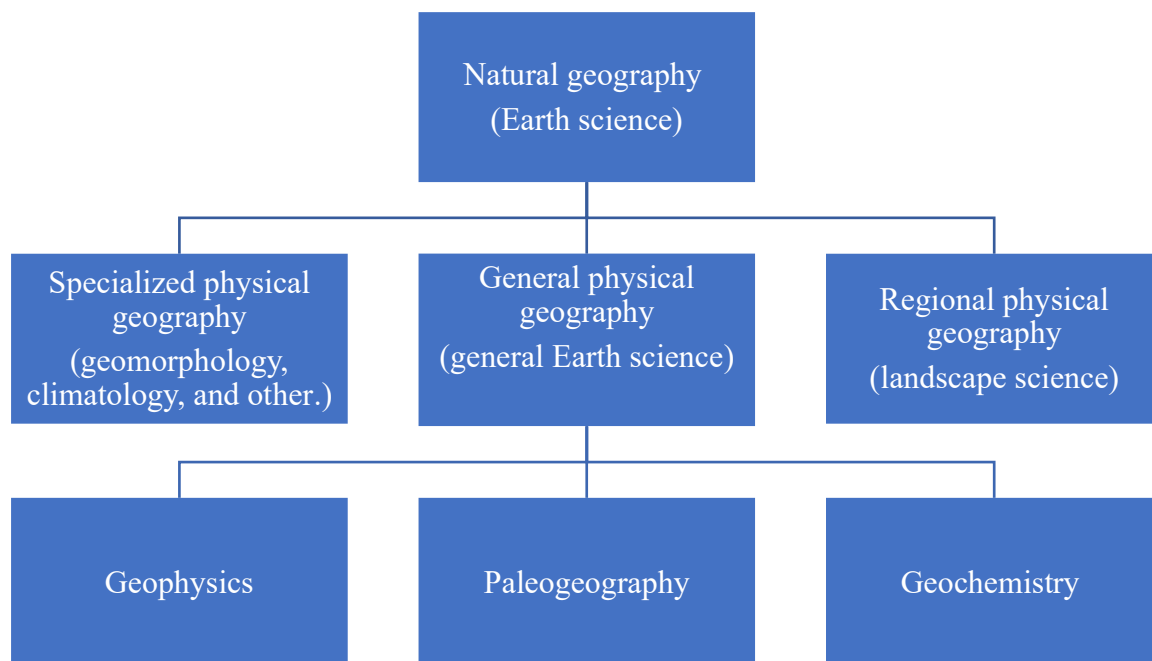 Natural geography
(Earth science)
Specialized physical
geography
(geomorphology,
climatology, and other.)
General physical
geography
(general Earth science)
Regional physical
geography
(landscape science)
Geophysics
Paleogeography
Geochemistry